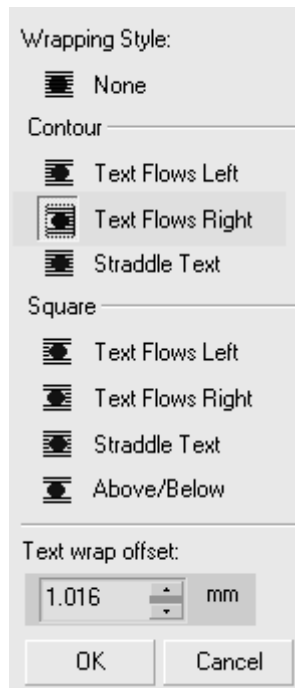 Wrapping Style:
None
Contour
Text Flows Left
Text Flows Right
Straddle Text
Square
Text Flows Left
Text Flows Right
Straddle Text
Above/Below
Text wrap offset:
1.016 mm
OK Cancel